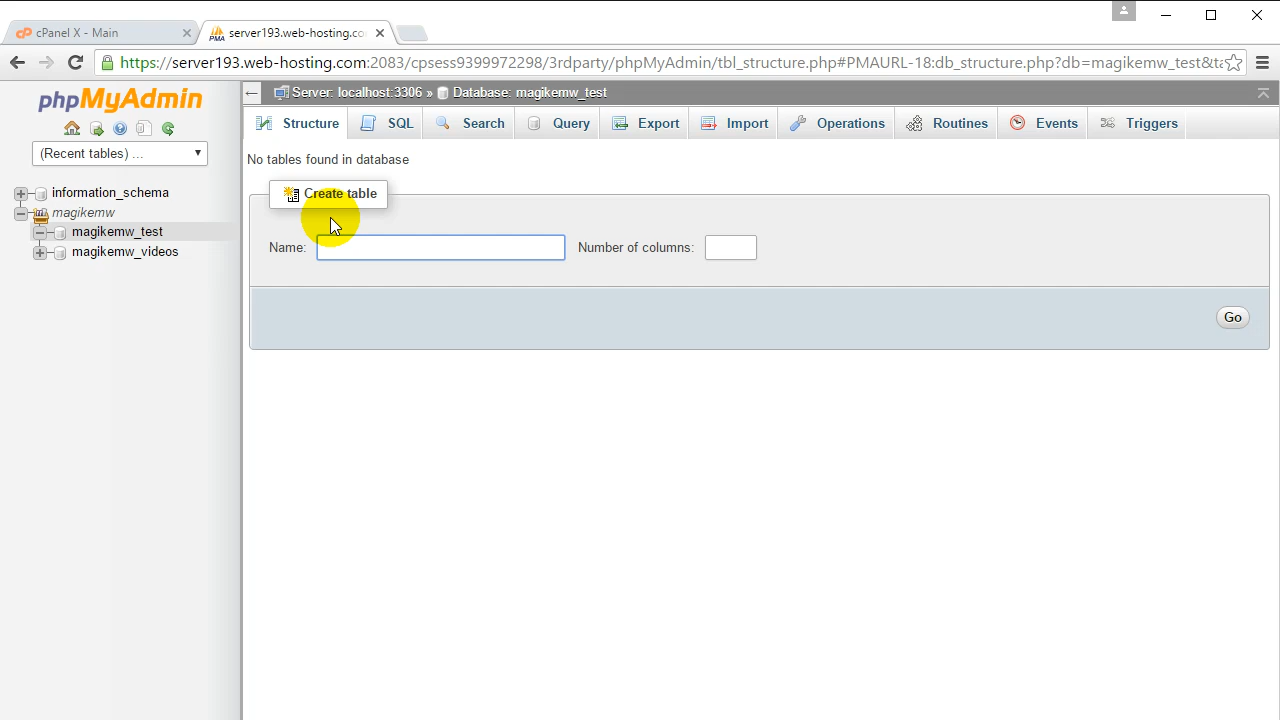 cPanel X - Main
server193.web-hosting.co
https://server193.web-hosting.com:2083/cpsess9399972298/3rdparty/phpMyAdmin/tbl_structure.php#PMAURL-18:db_structure.php?db=magikemw_test&ta
phpMyAdmin
Server: localhost:3306 » Database: magikemw_test
Structure SQL Search Query Export Import Operations Routines Events Triggers
(Recent tables) ...
No tables found in database
information_schema
magikemw
magikemw_test
magikemw_videos
Create table
Name: Number of columns:
Go